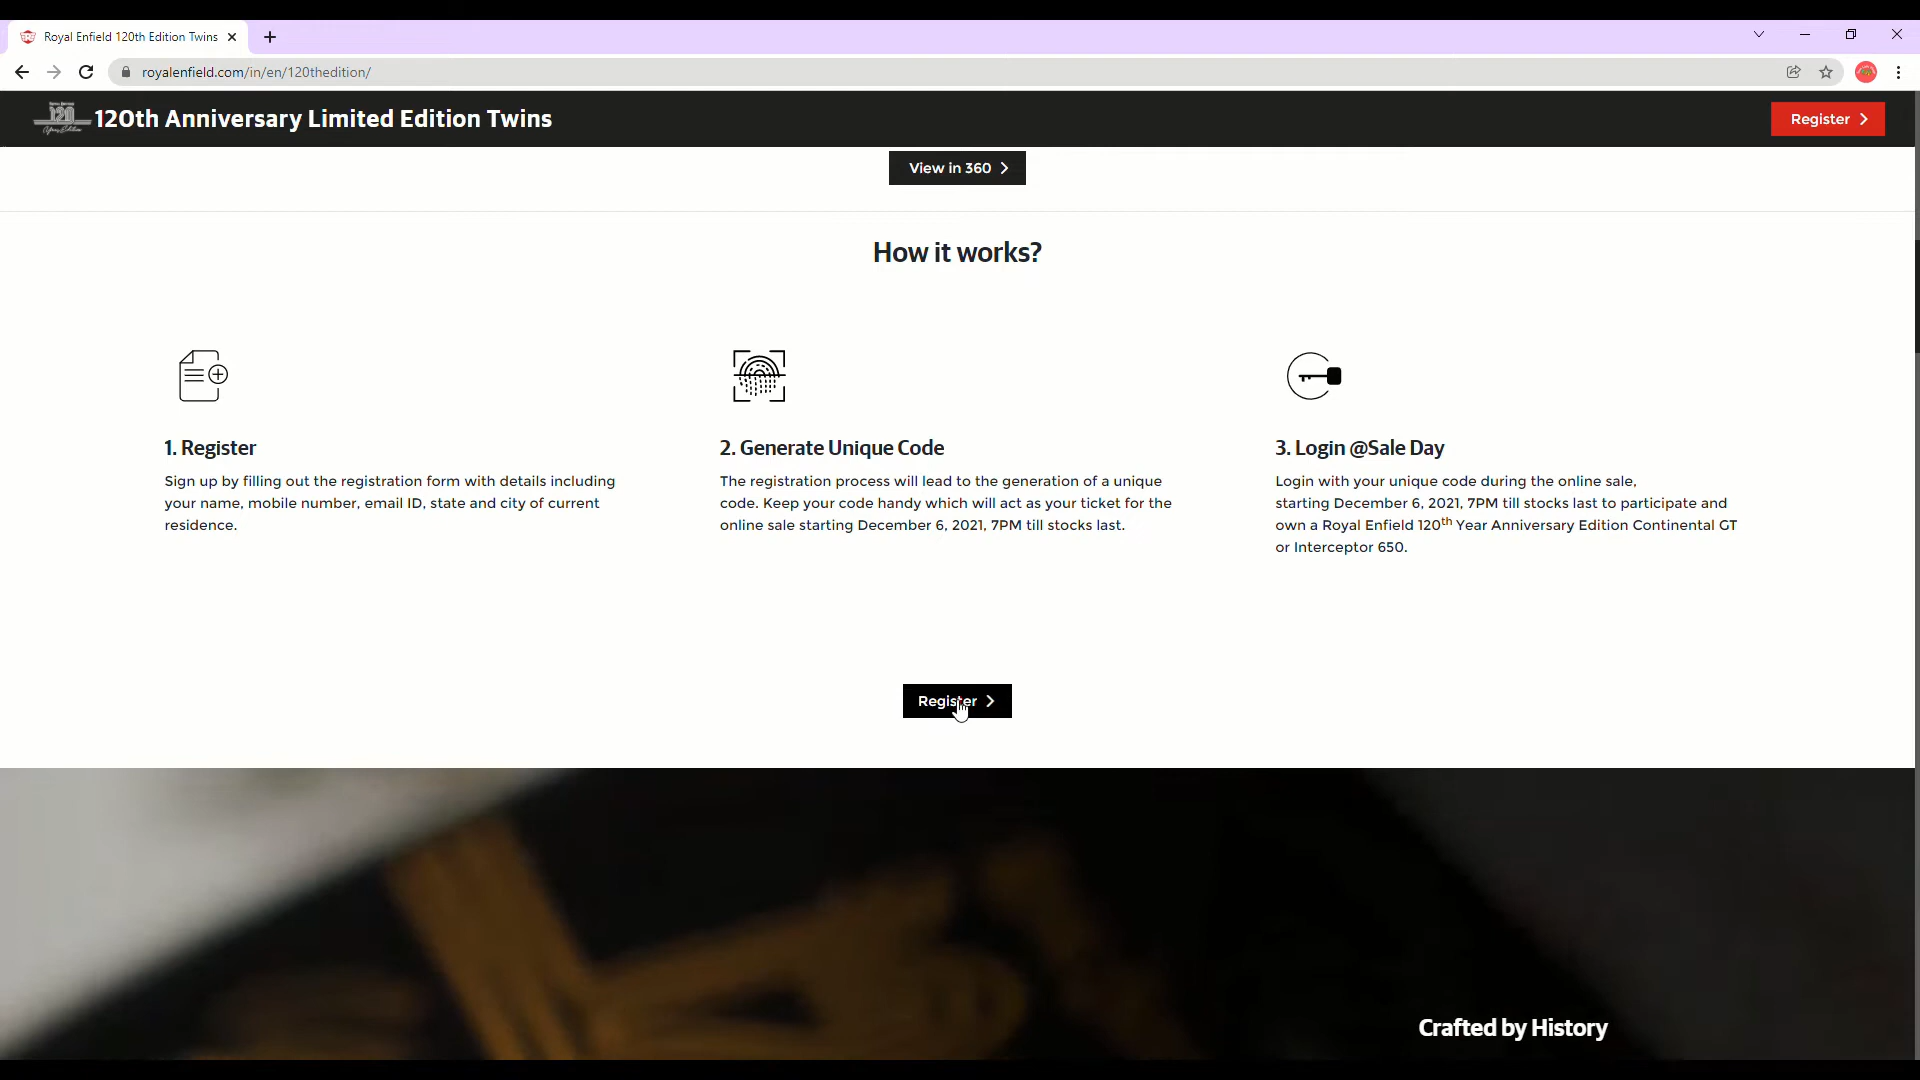 Royal Enfield 120th Edition Twins
royalenfield.com/in/en/120thedition/
120
120th Anniversary Limited Edition Twins
Register
View in 360
How it works?
1. Register
Sign up by filling out the registration form with details including
your name, mobile number, email ID, state and city of current
residence.
2. Generate Unique Code
The registration process will lead to the generation of a unique
code. Keep your code handy which will act as your ticket for the
online sale starting December 6, 2021, 7PM till stocks last.
3. Login @Sale Day
Login with your unique code during the online sale,
starting December 6, 2021, 7PM till stocks last to participate and
own a Royal Enfield 120th Year Anniversary Edition Continental GT
or Interceptor 650.
Register
Crafted by History